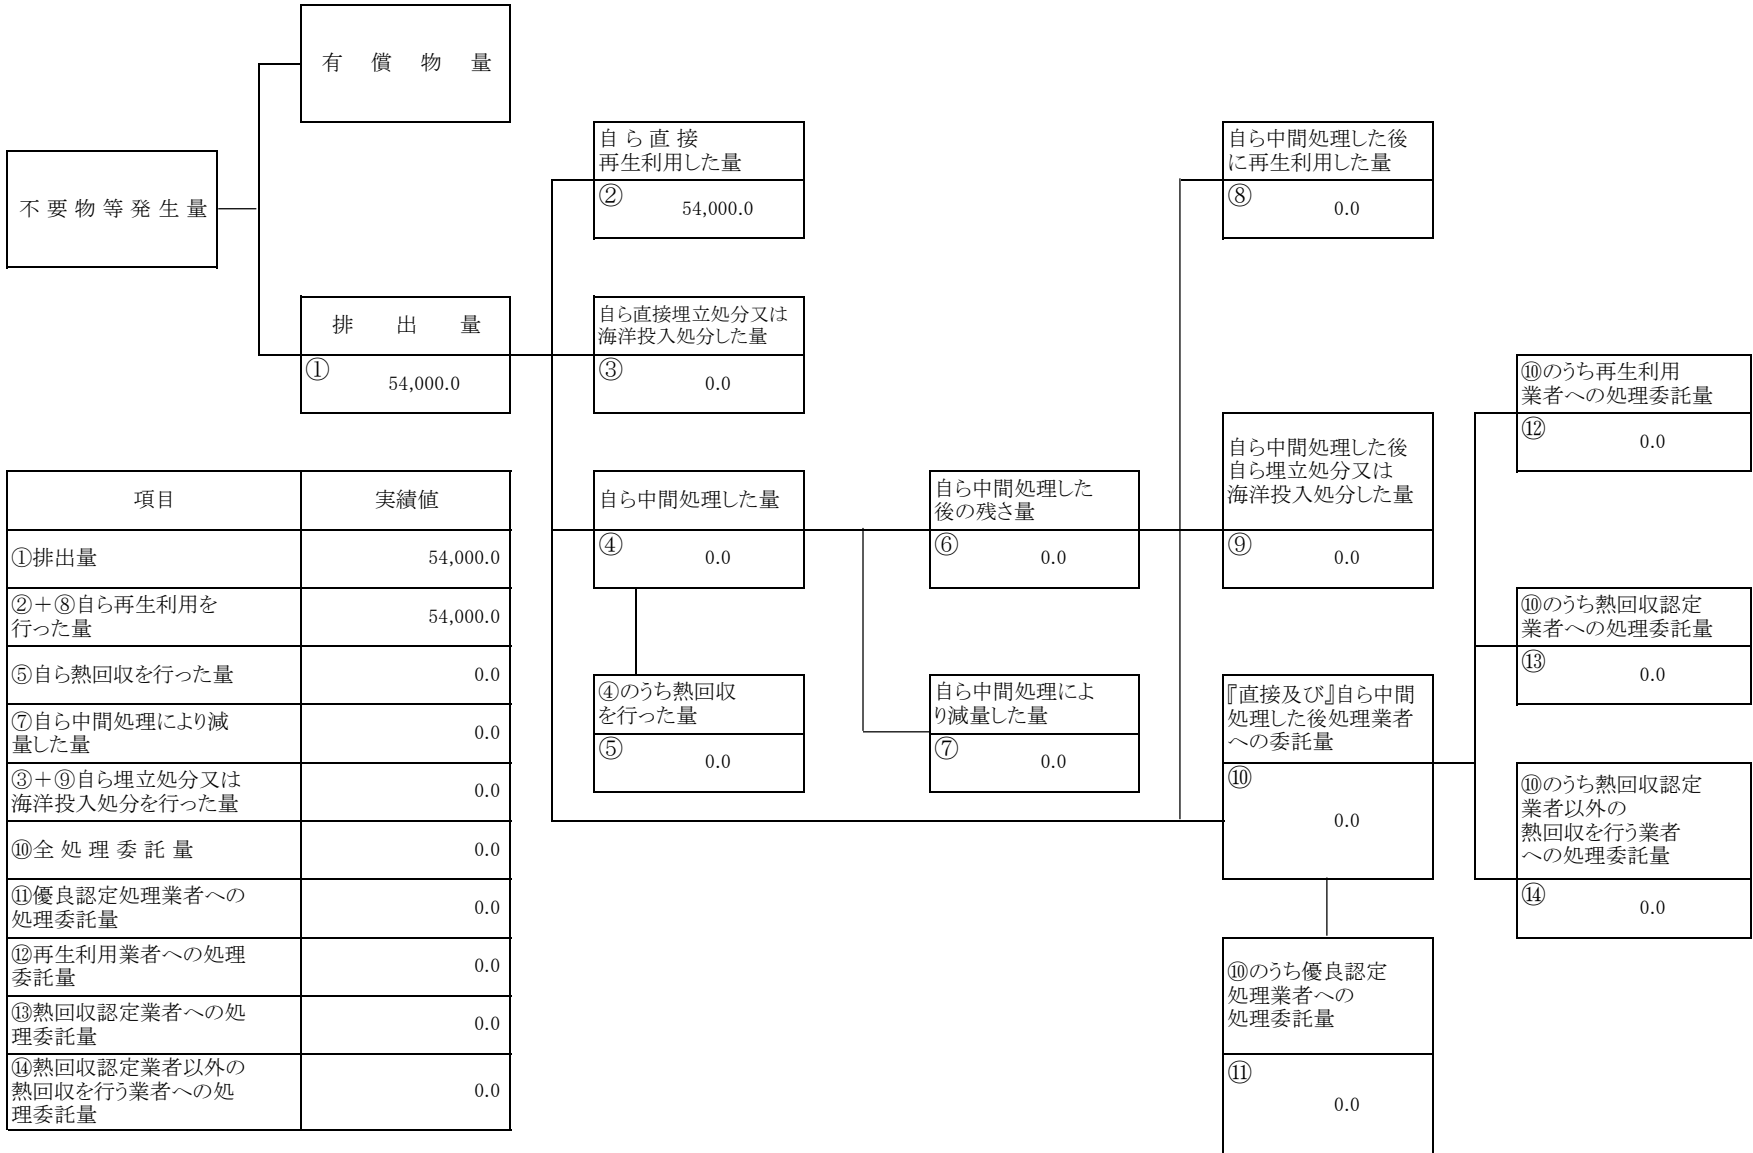 有償物量
不要物等発生量
排出量
①
54,000.0
自ら直接
再生利用した量
②
54,000.0
自ら直接埋立処分又は
海洋投入処分した量
③
0.0
自ら中間処理した量
④
0.0
④のうち熱回収
を行った量
⑤
0.0
自ら中間処理した
後の残さ量
⑥
0.0
自ら中間処理によ
り減量した量
⑦
0.0
自ら中間処理した後
に再生利用した量
⑧
0.0
自ら中間処理した後
自ら埋立処分又は
海洋投入処分した量
⑨
0.0
『直接及び』自ら中間
処理した後処理業者
への委託量
⑩
0.0
⑩のうち優良認定
処理業者への
処理委託量
⑪
0.0
⑩のうち再生利用
業者への処理委託量
⑫
0.0
⑩のうち熱回収認定
業者への処理委託量
⑬
0.0
⑩のうち熱回収認定
業者以外の
熱回収を行う業者
への処理委託量
⑭
0.0
項目 実績値
①排出量 54,000.0
②+⑧自ら再生利用を
行った量 54,000.0
⑤自ら熱回収を行った量 0.0
⑦自ら中間処理により減
量した量 0.0
③+⑨自ら埋立処分又は
海洋投入処分を行った量 0.0
⑩全処理委託量 0.0
⑪優良認定処理業者への
処理委託量 0.0
⑫再生利用業者への処理
委託量 0.0
⑬熱回収認定業者への処
理委託量 0.0
⑭熱回収認定業者以外の
熱回収を行う業者への処
理委託量 0.0